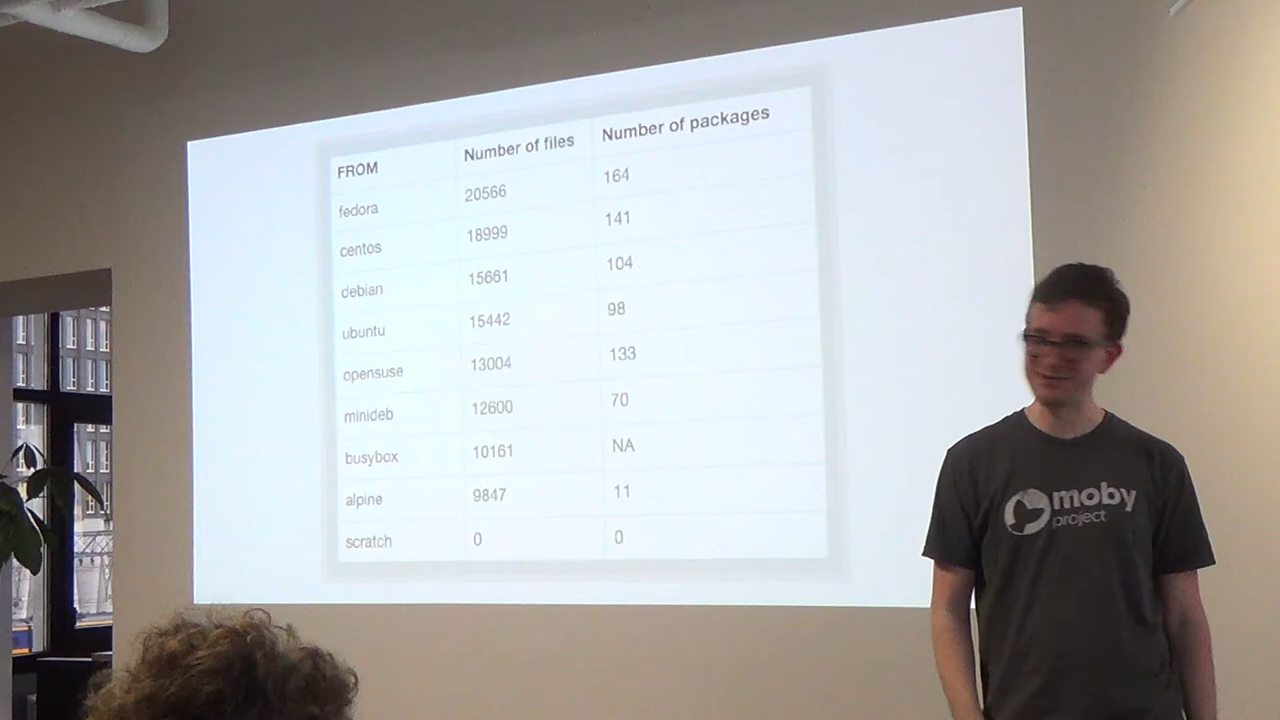 FROM Number of files Number of packages
fedora 20566 164
centos 18999 141
debian 15661 104
ubuntu 15442 98
opensuse 13004 133
minideb 12600 70
busybox 10161 NA
alpine 9847 11
scratch 0 0
moby
project